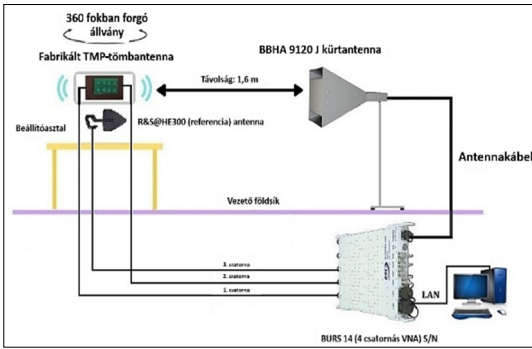 360 fokban forgó
állvány
Fabrikált TMP-tömbantenna
BBHA 9120 J kürtantenna
Távolság: 1,6 m
R&S@HE300 (referencia) antenna
Beállítóasztal
Antennakábel
Vezető földsík
3. csatorna
2. csatorna
1. csatorna
LAN
BURS 14 (4 csatornás VNA) S/N